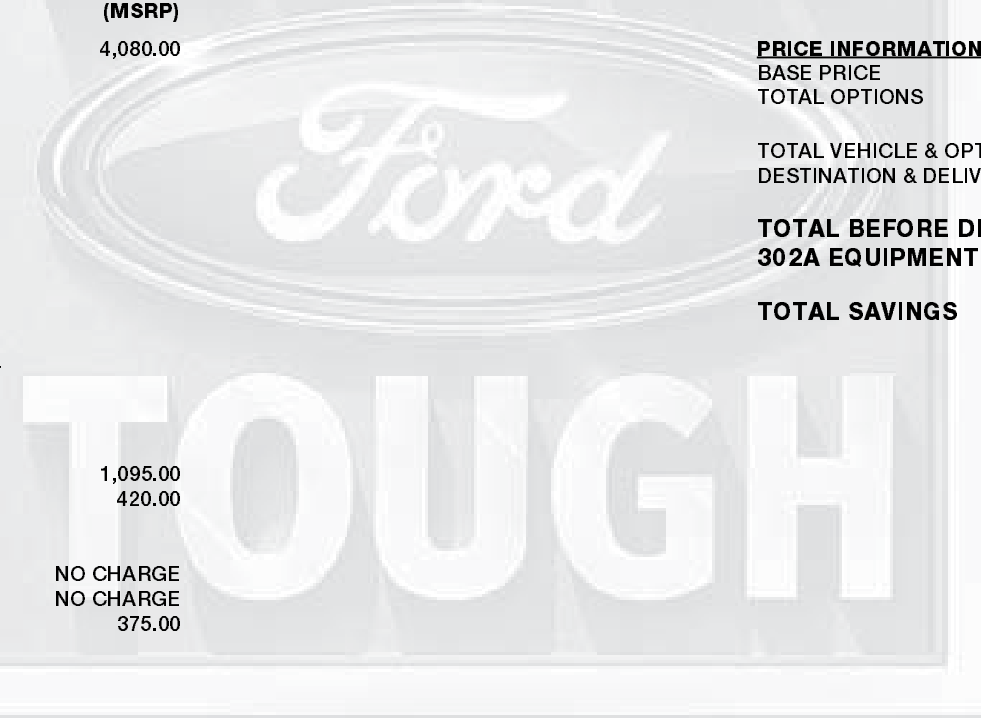 (MSRP)
4,080.00
PRICE INFORMATION
BASE PRICE
TOTAL OPTIONS
TOTAL VEHICLE & OPT
DESTINATION & DELIV
TOTAL BEFORE DI
302A EQUIPMENT
TOTAL SAVINGS
Ford
TOUGH
1,095.00
420.00
NO CHARGE
NO CHARGE
375.00